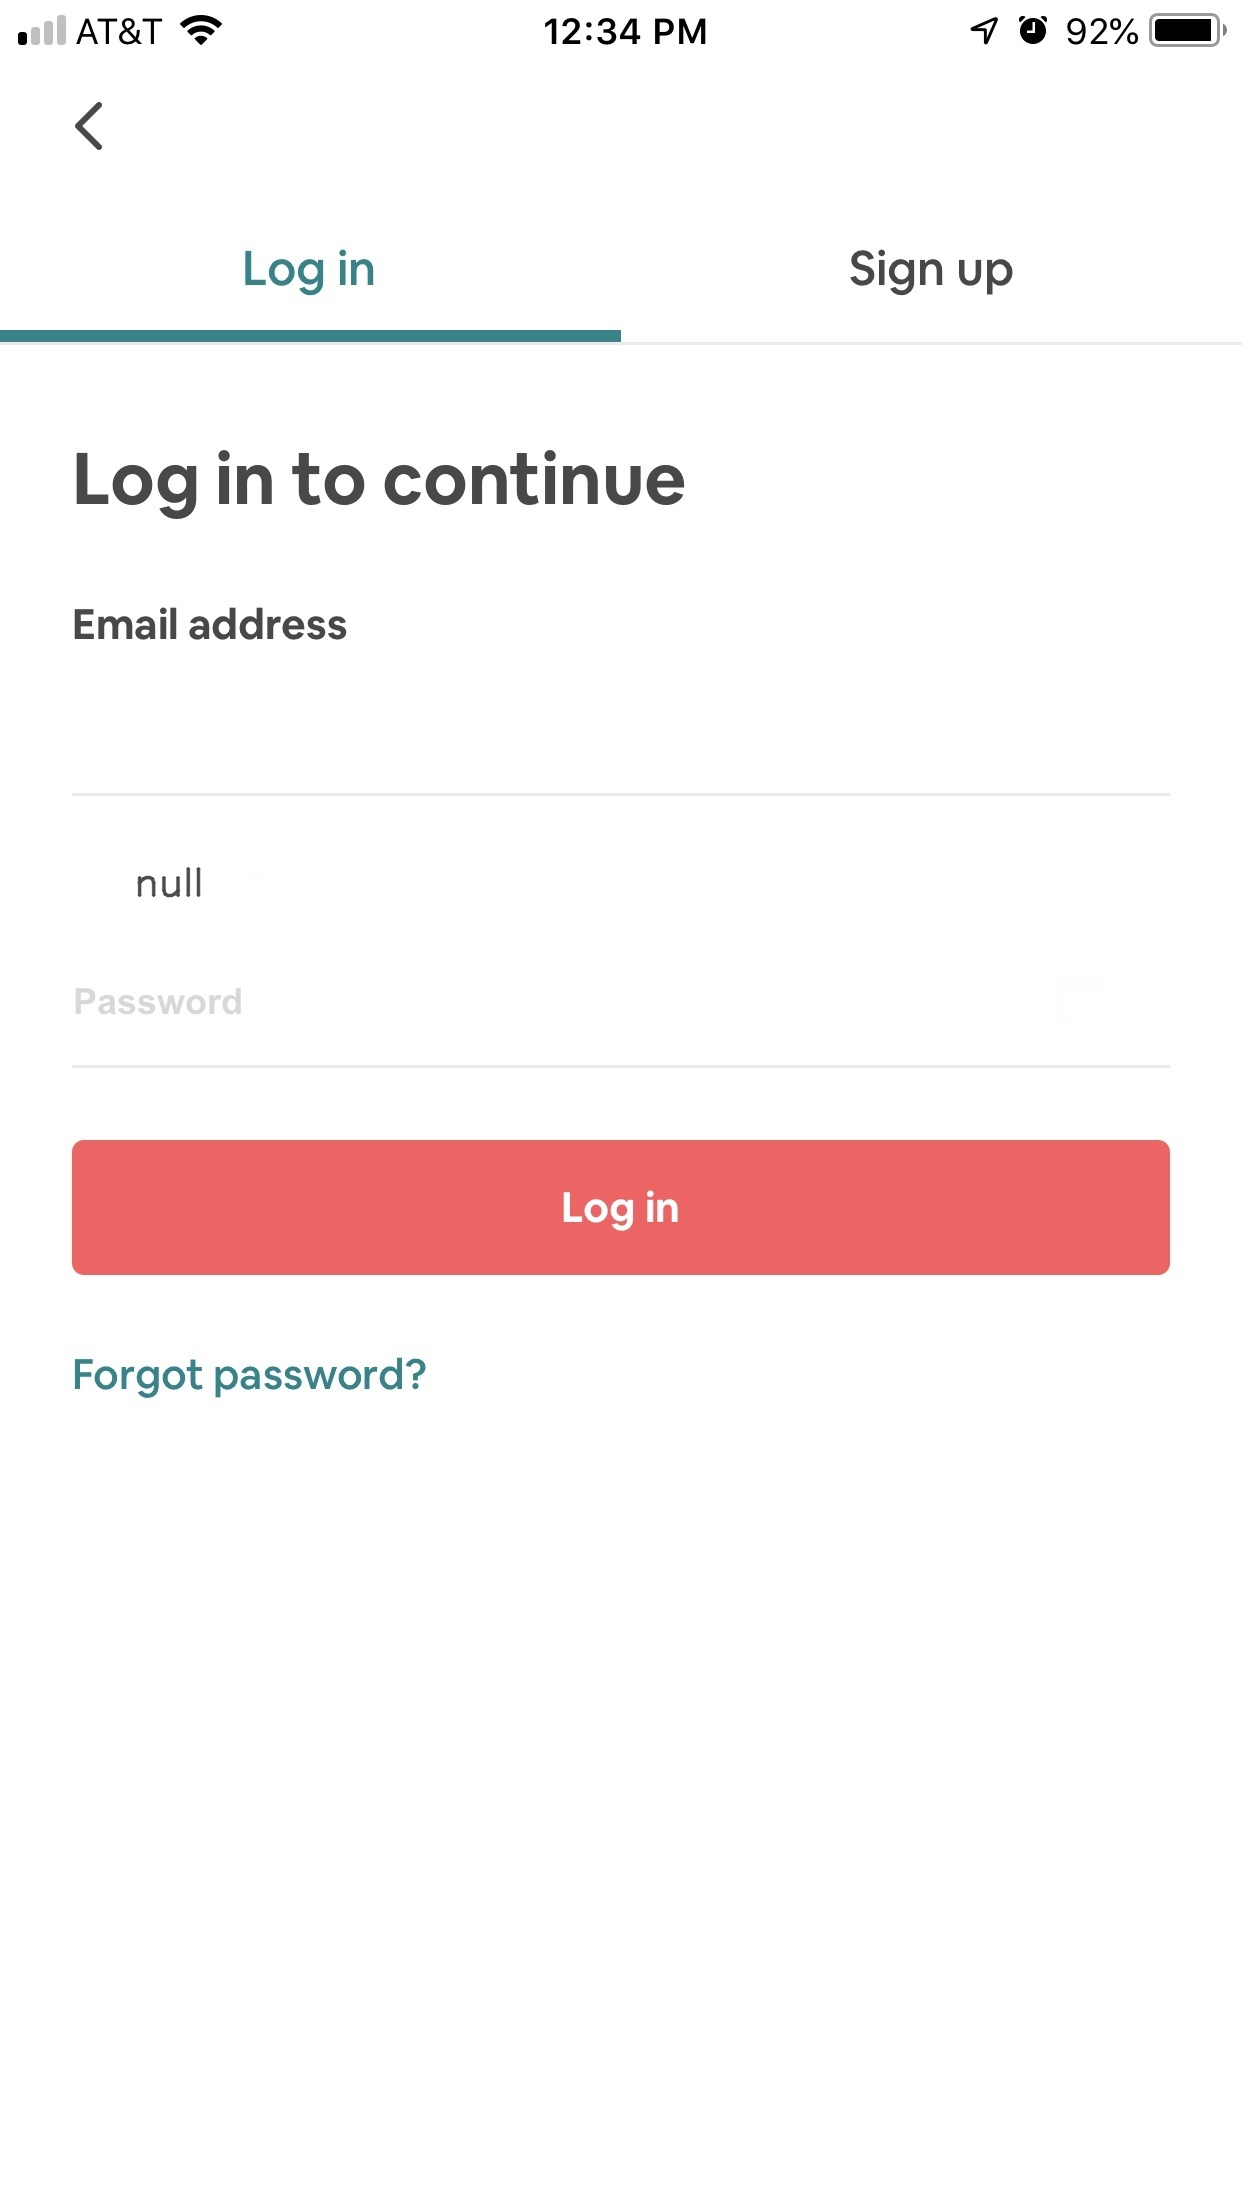 AT&T 12:34 PM 92%
Log in Sign up
Log in to continue
Email address
null
Password
Log in
Forgot password?